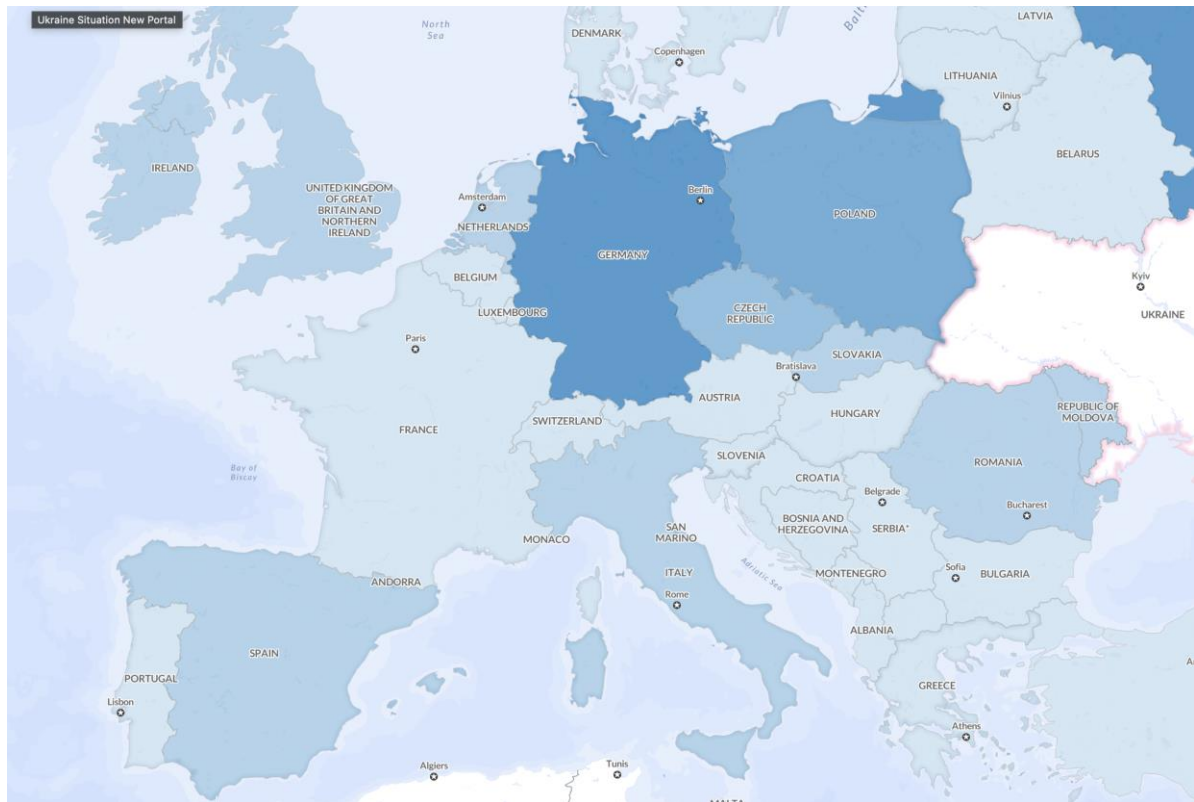 Ukraine Situation New Portal
North
Sea
DENMARK
Copenhagen
LATVIA
LITHUANIA
Vilnius
BELARUS
IRELAND
UNITED KINGDOM
OF GREAT
BRITAIN AND
NORTHERN
IRELAND
Amsterdam
NETHERLANDS
Berlin
POLAND
GERMANY
BELGIUM
LUXEMBOURG
Kyiv
UKRAINE
CZECH
REPUBLIC
Paris
SLOVAKIA
Bratislava
AUSTRIA
HUNGARY
REPUBLIC OF
MOLDOVA
SWITZERLAND
FRANCE
SLOVENIA
ROMANIA
CROATIA
Bay of
Biscay
Belgrade
Bucharest
BOSNIA AND
HERZEGOVINA
SERBIA*
SAN
MARINO
MONACO
ITALY
Adriatic Sea
MONTENEGRO
Sofia
BULGARIA
ANDORRA
Rome
ALBANIA
SPAIN
PORTUGAL
Lisbon
GREECE
Athens
Algiers
Tunis